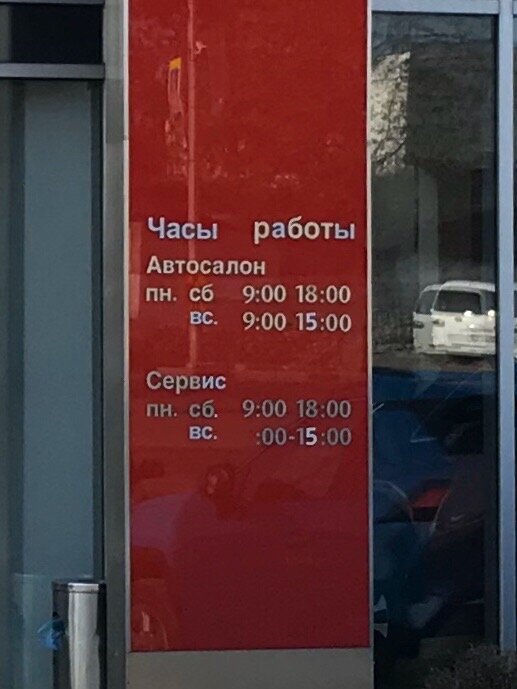 Часы работы
Автосалон
пн. сб 9:00 18:00
вс. 9:00 15:00
Сервис
пн. сб. 9:00 18:00
вс. :00-15:00